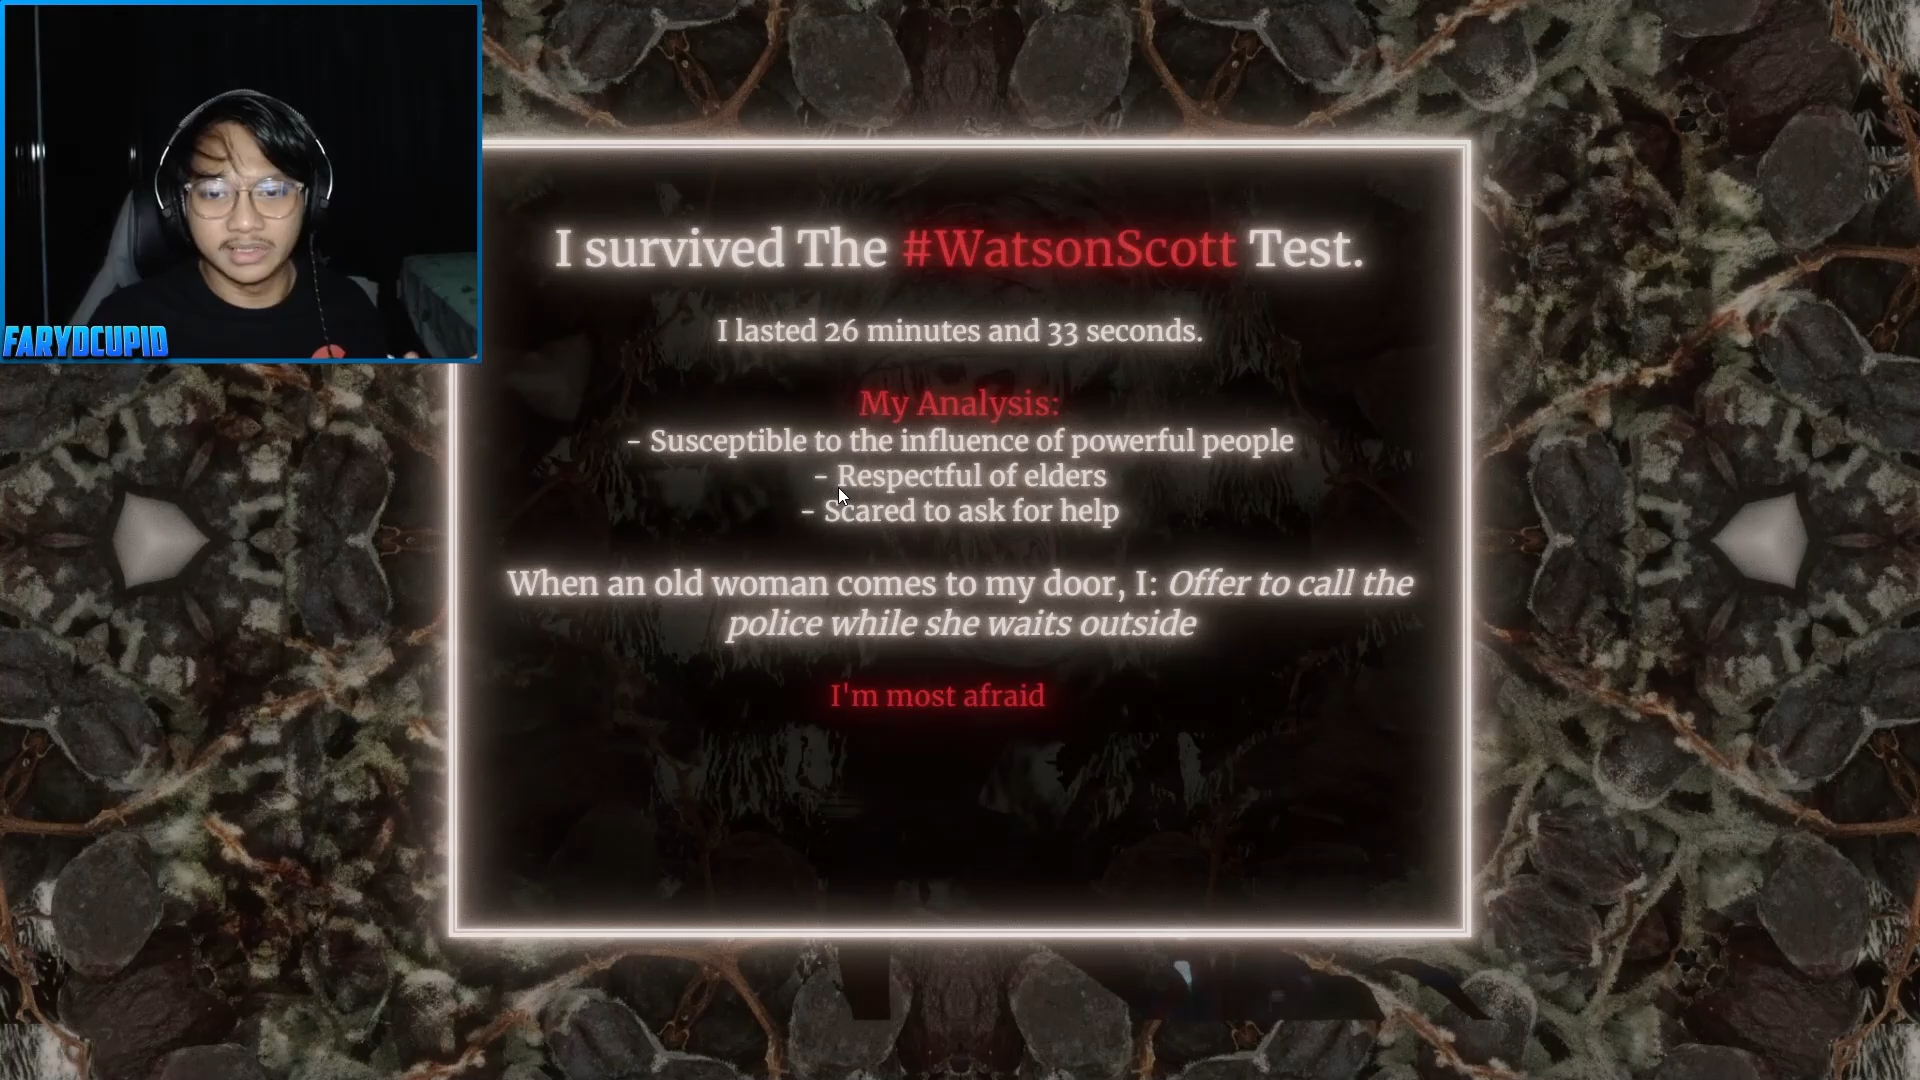 FARYDCUPID
I survived The #WatsonScott Test.
I lasted 26 minutes and 33 seconds.
My Analysis:
- Susceptible to the influence of powerful people
- Respectful of elders
- Scared to ask for help
When an old woman comes to my door, I: Offer to call the
police while she waits outside
I'm most afraid